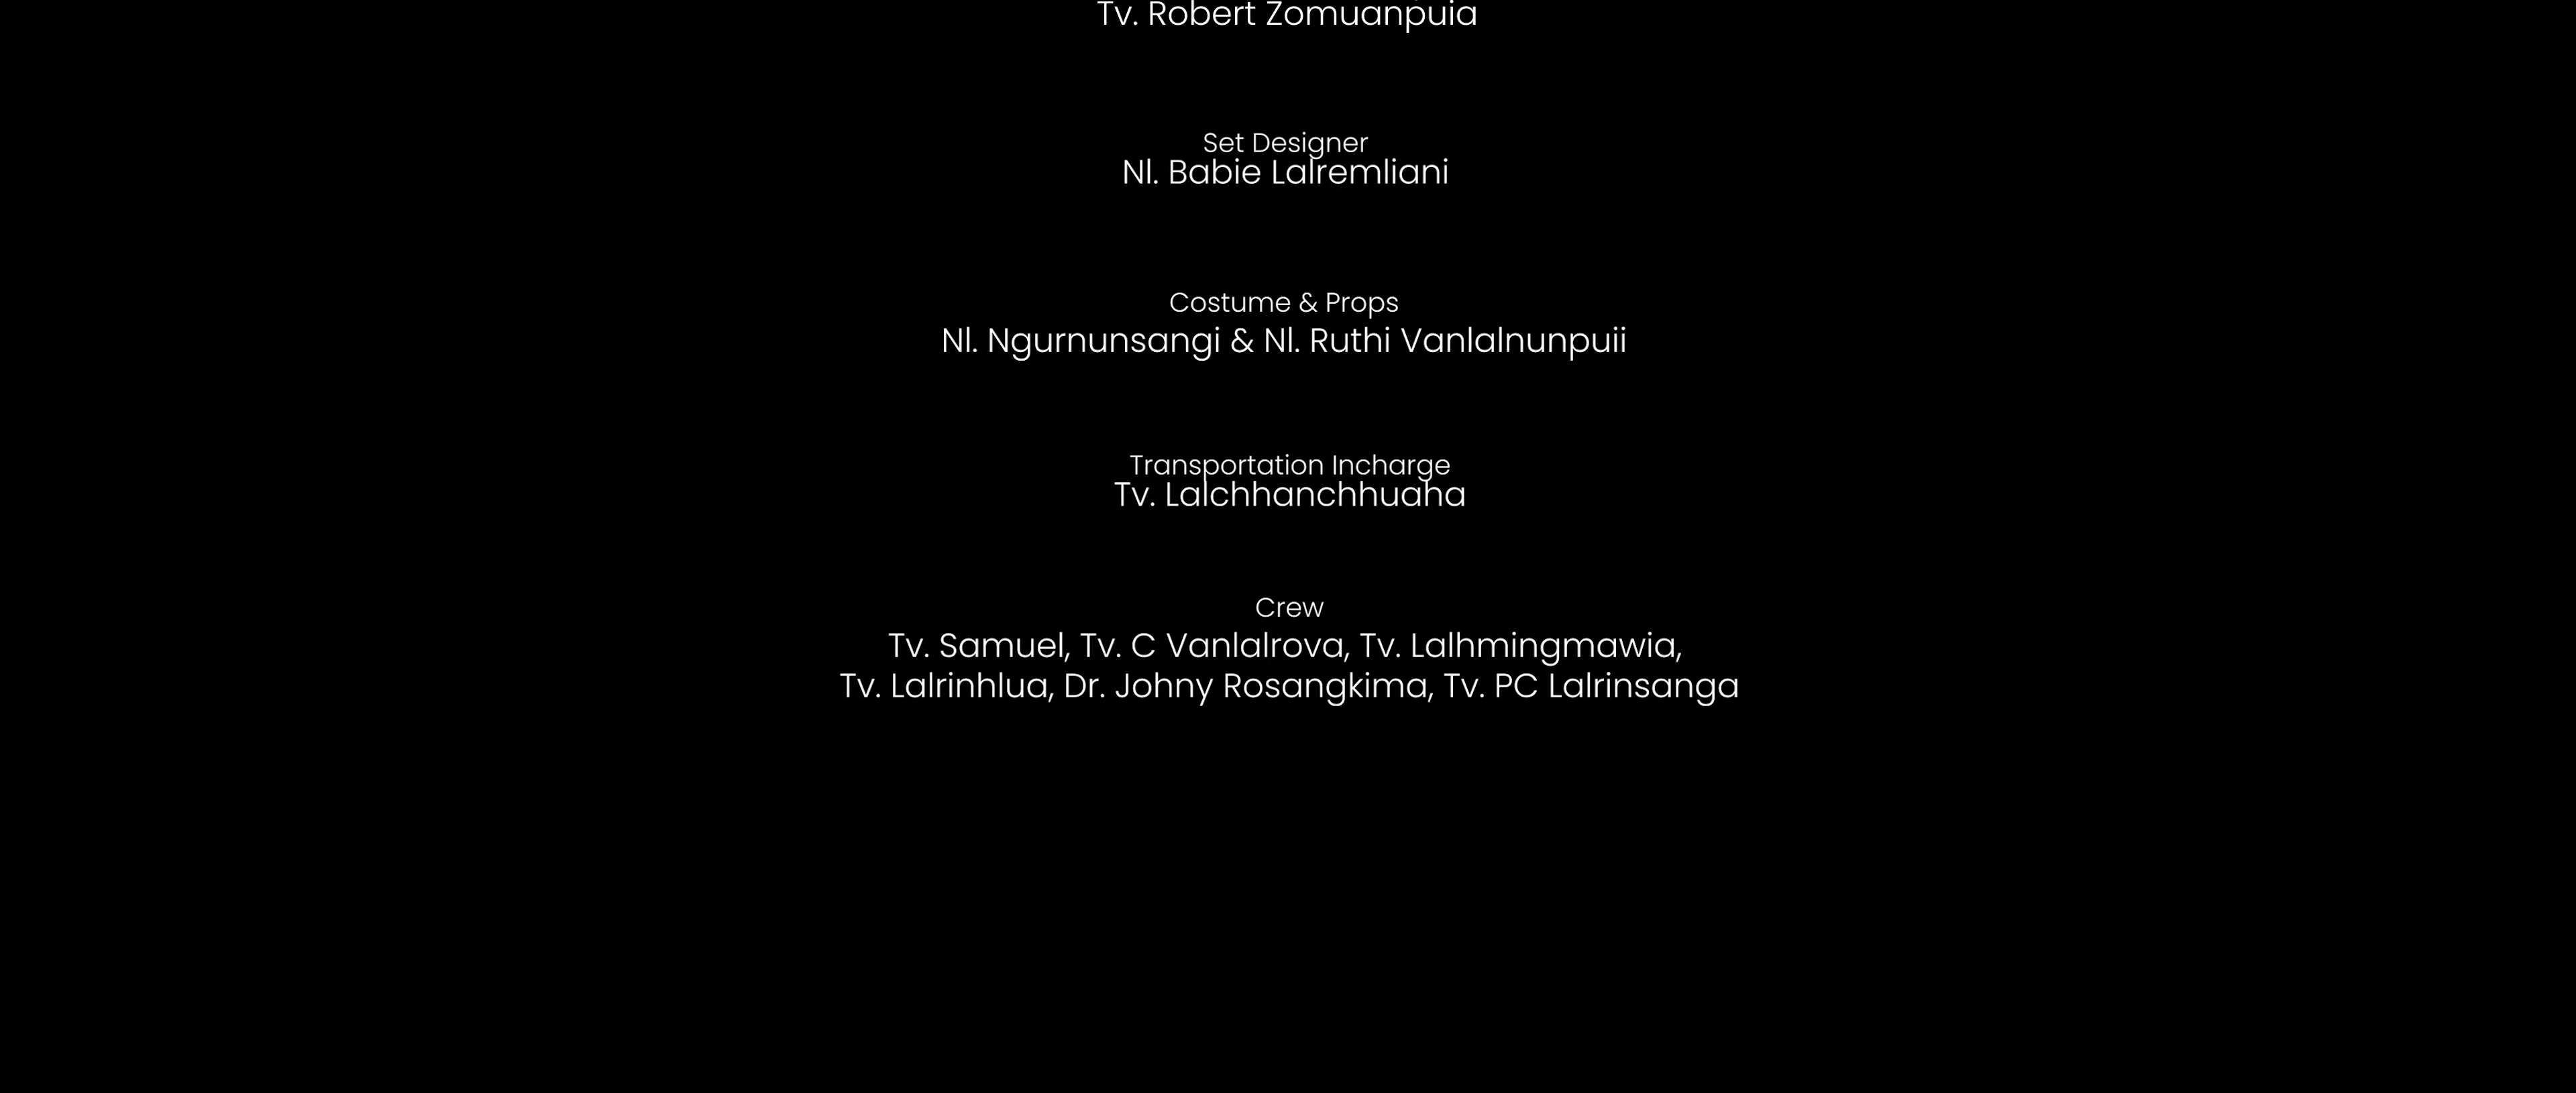 Tv. Robert Zomuanpuia
Set Designer
Nl. Babie Lalremliani
Costume & Props
Nl. Ngurnunsangi & Nl. Ruthi Vanlalnunpuii
Transportation Incharge
Tv. Lalchhanchhuaha
Crew
Tv. Samuel, Tv. C Vanlalrova, Tv. Lalhmingmawia,
Tv. Lalrinhlua, Dr. Johny Rosangkima, Tv. PC Lalrinsanga